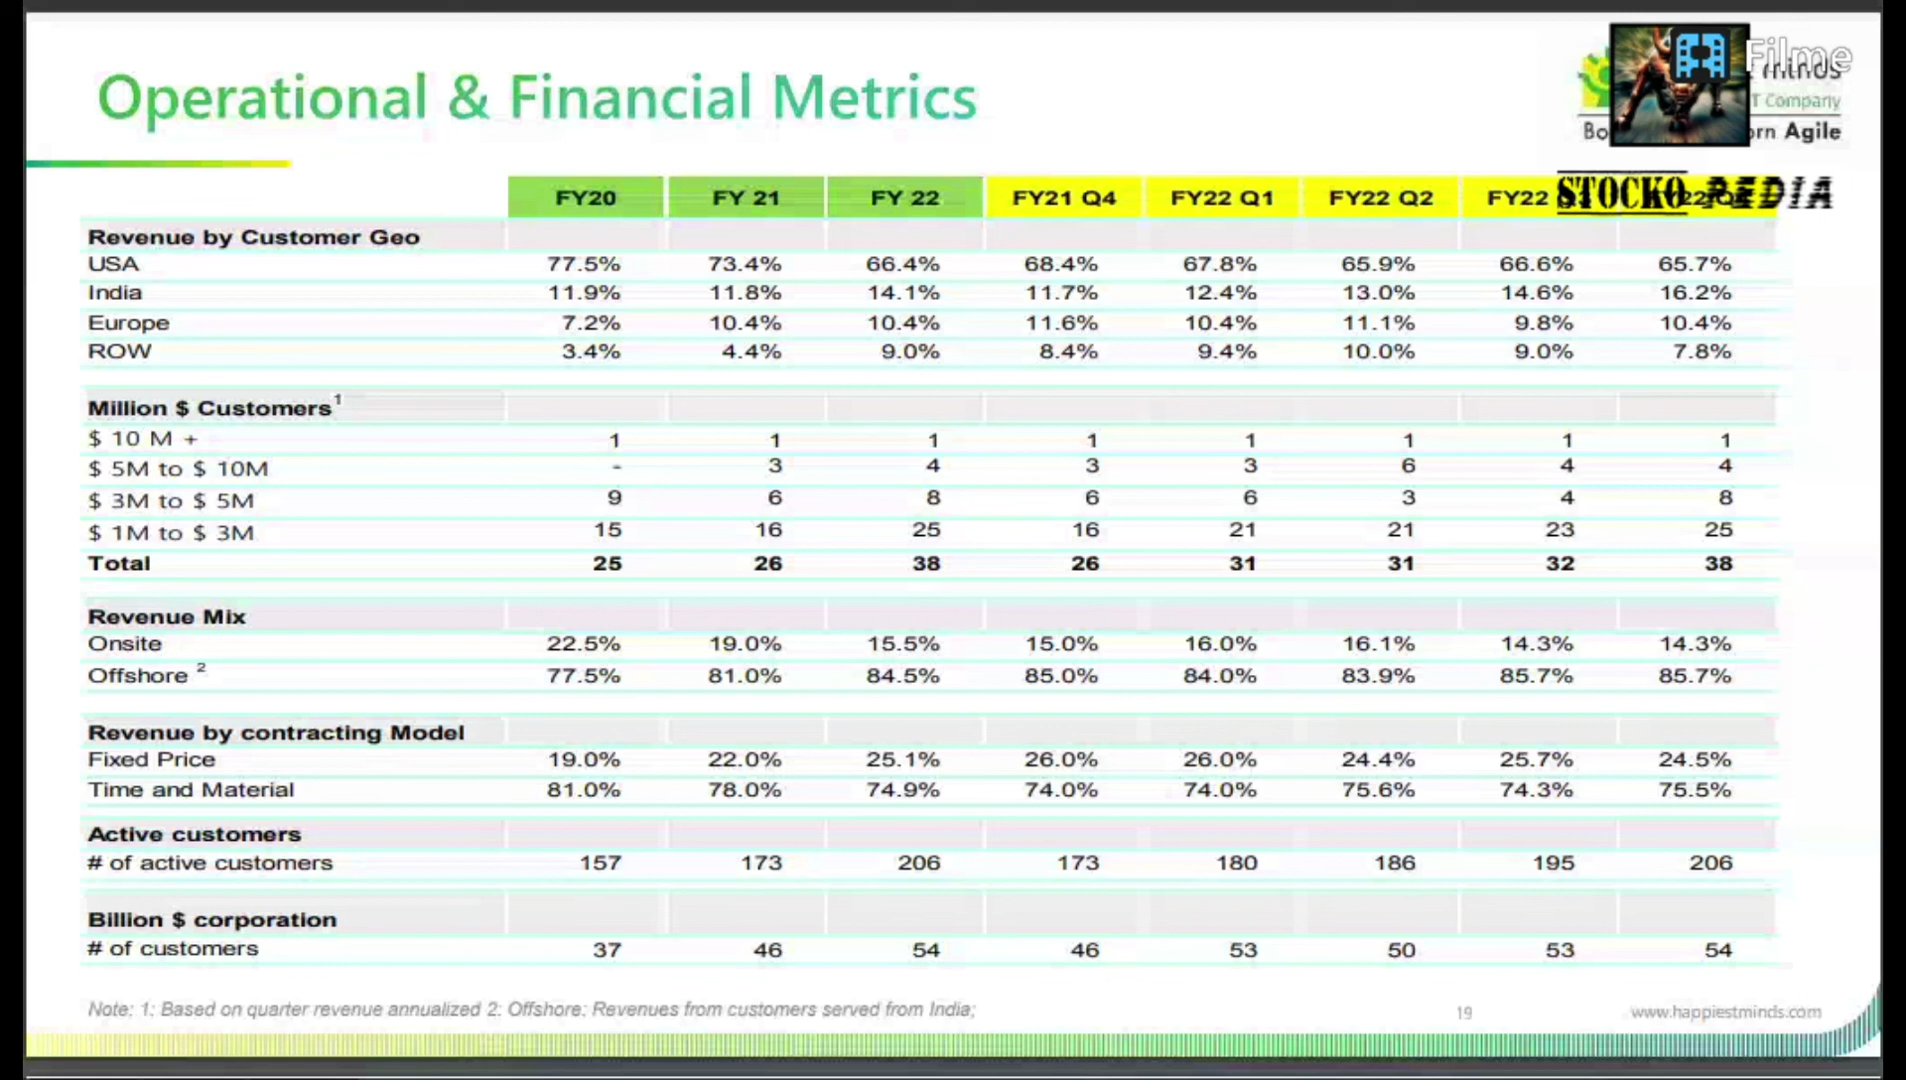 Operational & Financial Metrics
Filme
minds
T Company
orn Agile
STOCKO PEDIA
FY20 FY 21 FY 22 FY21 Q4 FY22 Q1 FY22 Q2 FY22
Revenue by Customer Geo
USA 77.5% 73.4% 66.4% 68.4% 67.8% 65.9% 66.6% 65.7%
India 11.9% 11.8% 14.1% 11.7% 12.4% 13.0% 14.6% 16.2%
Europe 7.2% 10.4% 10.4% 11.6% 10.4% 11.1% 9.8% 10.4%
ROW 3.4% 4.4% 9.0% 8.4% 9.4% 10.0% 9.0% 7.8%
Million $ Customers1
$ 10 M + 1 1 1 1 1 1 1 1
$ 5M to $ 10M - 3 4 3 3 6 4 4
$ 3M to $ 5M 9 6 8 6 6 3 4 8
$ 1M to $ 3M 15 16 25 16 21 21 23 25
Total 25 26 38 26 31 31 32 38
Revenue Mix
Onsite 22.5% 19.0% 15.5% 15.0% 16.0% 16.1% 14.3% 14.3%
Offshore 2 77.5% 81.0% 84.5% 85.0% 84.0% 83.9% 85.7% 85.7%
Revenue by contracting Model
Fixed Price 19.0% 22.0% 25.1% 26.0% 26.0% 24.4% 25.7% 24.5%
Time and Material 81.0% 78.0% 74.9% 74.0% 74.0% 75.6% 74.3% 75.5%
Active customers
# of active customers 157 173 206 173 180 186 195 206
Billion $ corporation
# of customers 37 46 54 46 53 50 53 54
Note: 1: Based on quarter revenue annualized 2: Offshore: Revenues from customers served from India;
19
www.happiestminds.com